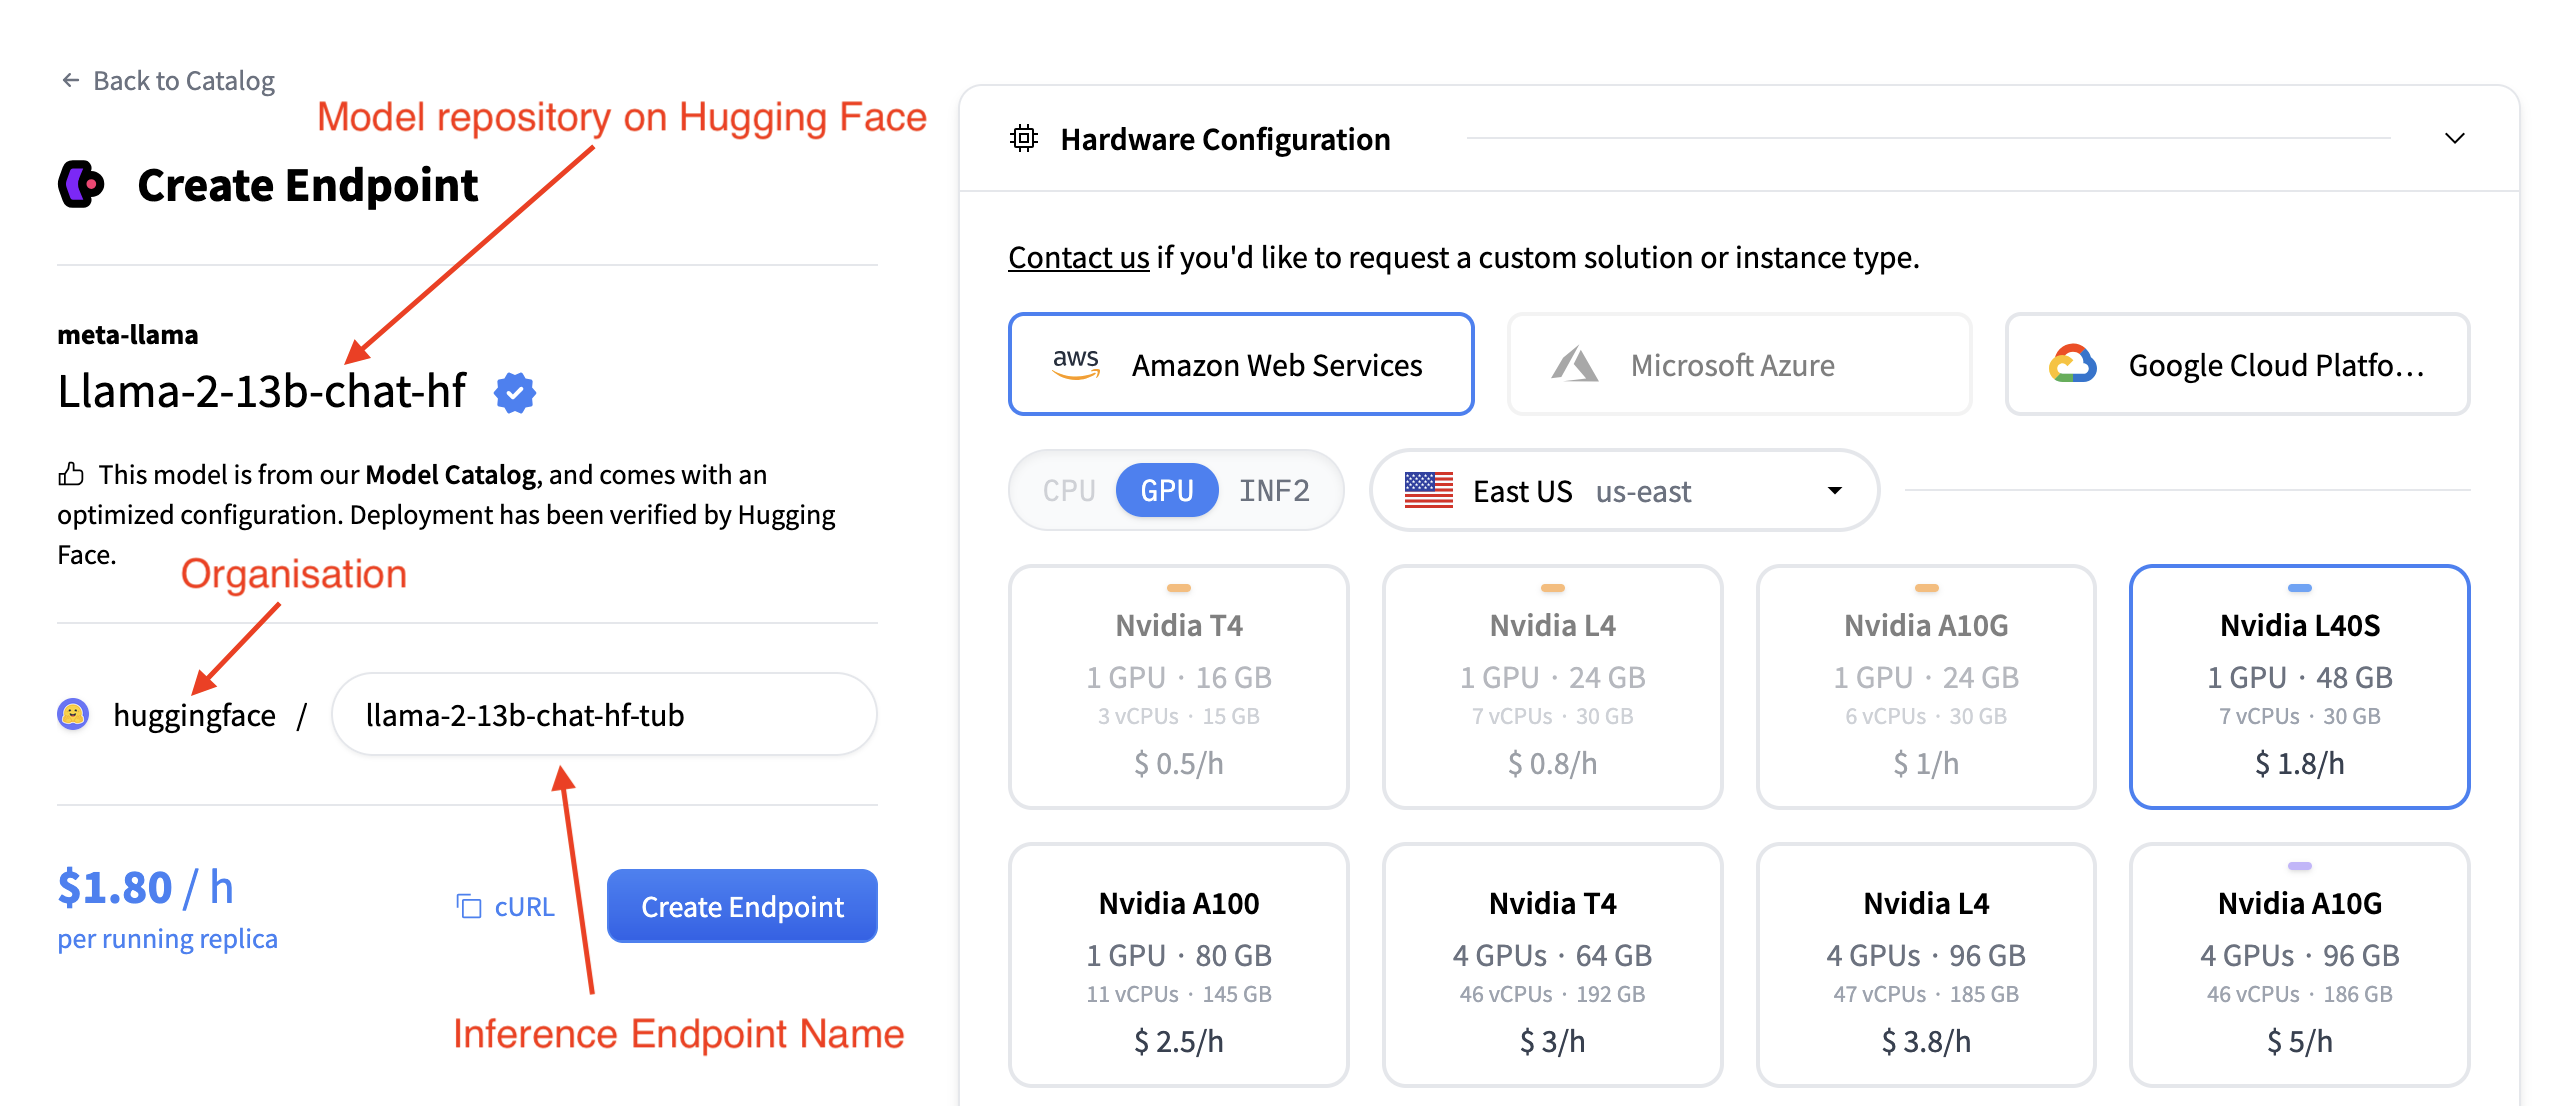 ← Back to Catalog
Model repository on Hugging Face
Create Endpoint
meta-llama
Llama-2-13b-chat-hf
This model is from our Model Catalog, and comes with an
optimized configuration. Deployment has been verified by Hugging
Face.
Organisation
huggingface / llama-2-13b-chat-hf-tub
$1.80 / h
per running replica
cURL
Create Endpoint
Inference Endpoint Name
Hardware Configuration
Contact us if you'd like to request a custom solution or instance type.
aws Amazon Web Services
Microsoft Azure
Google Cloud Platfo...
CPU GPU INF2
East US us-east
Nvidia T4
1 GPU · 16 GB
3 vCPUs · 15 GB
$ 0.5/h
Nvidia L4
1 GPU · 24 GB
7 vCPUs · 30 GB
$ 0.8/h
Nvidia A10G
1 GPU · 24 GB
6 vCPUs · 30 GB
$ 1/h
Nvidia L40S
1 GPU · 48 GB
7 vCPUs · 30 GB
$ 1.8/h
Nvidia A100
1 GPU · 80 GB
11 vCPUs · 145 GB
$ 2.5/h
Nvidia T4
4 GPUs · 64 GB
46 vCPUs · 192 GB
$ 3/h
Nvidia L4
4 GPUs · 96 GB
47 vCPUs · 185 GB
$ 3.8/h
Nvidia A10G
4 GPUs · 96 GB
46 vCPUs · 186 GB
$ 5/h